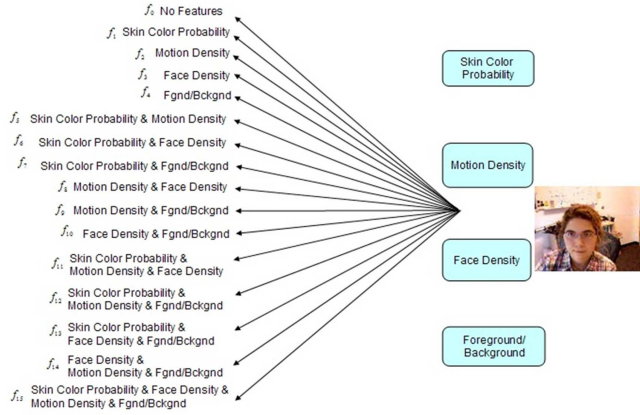 f0 No Features
f1 Skin Color Probability
f2 Motion Density
f3 Face Density
f4 Fgnd/Bckgnd
f5 Skin Color Probability & Motion Density
f6 Skin Color Probability & Face Density
f7 Skin Color Probability & Fgnd/Bckgnd
f8 Motion Density & Face Density
f9 Motion Density & Fgnd/Bckgnd
f10 Face Density & Fgnd/Bckgnd
f11 Skin Color Probability &
Motion Density & Face Density
f12 Skin Color Probability &
Motion Density & Fgnd/Bckgnd
f13 Skin Color Probability &
Face Density & Fgnd/Bckgnd
f14 Face Density &
Motion Density & Fgnd/Bckgnd
f15 Skin Color Probability & Face Density &
Motion Density & Fgnd/Bckgnd
Skin Color
Probability
Motion Density
Face Density
Foreground/
Background